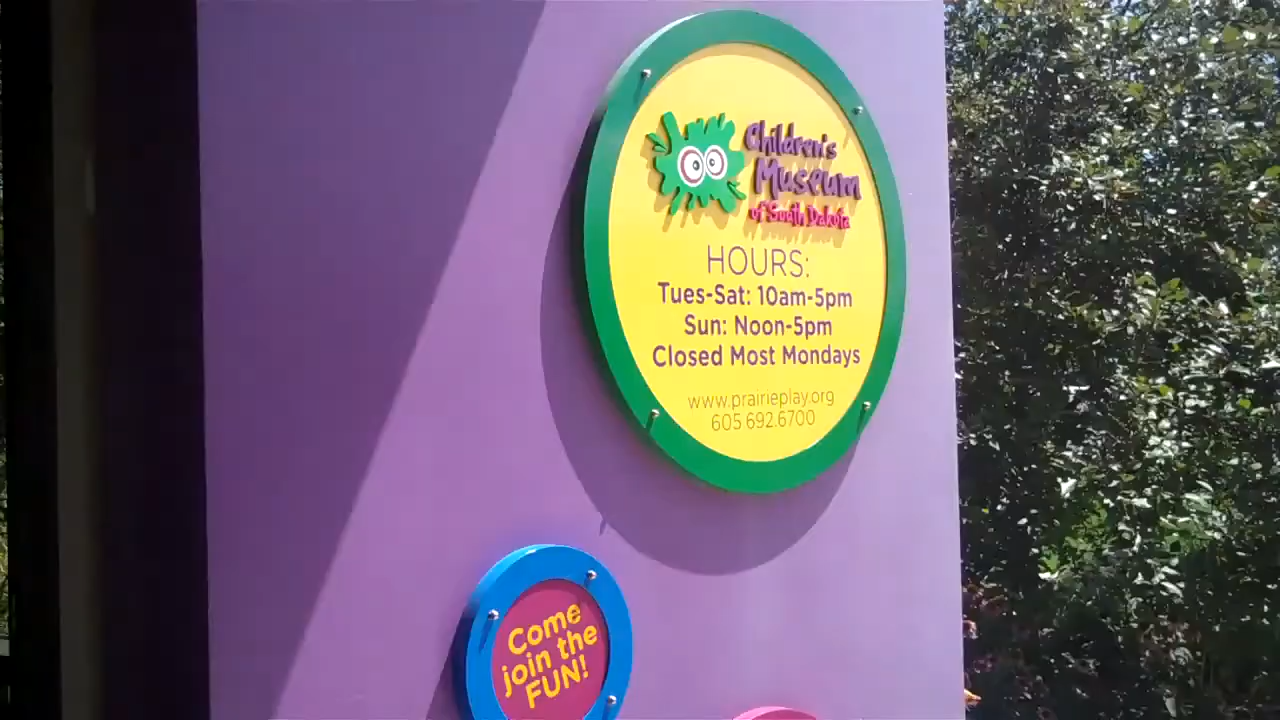 Children's
Museum
of South Dakota
HOURS:
Tues-Sat: 10am-5pm
Sun: Noon-5pm
Closed Most Mondays
www.prairieplay.org
605 692.6700
Come
join the
FUN!